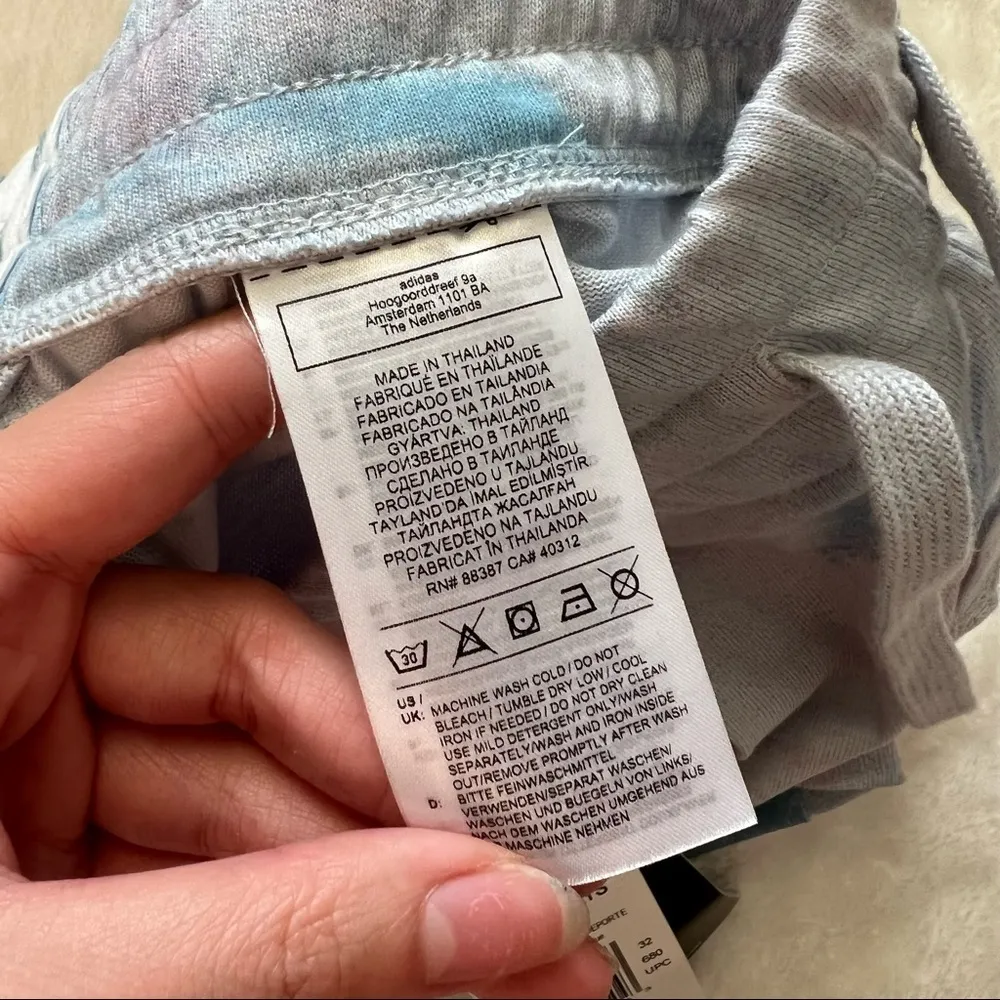 adidas
Hoogoorddreef 9a
Amsterdam 1101 BA
The Netherlands
MADE IN THAILAND
FABRIQUÉ EN THAÏLANDE
FABRICADO EN TAILANDIA
FABRICADO NA TAILÂNDIA
GYÁRTVA: THAILAND
ПРОИЗВЕДЕНО В ТАЙЛАНД
СДЕЛАНО В ТАИЛАНДЕ
PROIZVEDENO U TAJLANDU
TAYLAND'DA İMAL EDİLMİŞTİR
ТАЙЛАНДТА ЖАСАЛҒАН
PROIZVEDENO NA TAJLANDU
FABRICAT ÎN THAILANDA
RN# 88387 CA# 40312
30
US / UK: MACHINE WASH COLD / DO NOT
BLEACH / TUMBLE DRY LOW / COOL
IRON IF NEEDED / DO NOT DRY CLEAN
USE MILD DETERGENT ONLY/WASH
SEPARATELY/WASH AND IRON INSIDE
OUT/REMOVE PROMPTLY AFTER WASH
D: BITTE FEINWASCHMITTEL
VERWENDEN/SEPARAT WASCHEN/
WASCHEN UND BUEGELN VON LINKS/
NACH DEM WASCHEN UMGEHEND AUS
MASCHINE NEHMEN
32
680
UPC